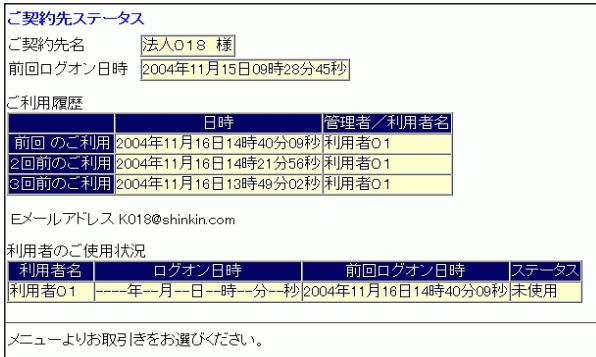 ご契約先ステータス
ご契約先名 法人018 様
前回ログオン日時 2004年11月15日09時28分45秒
ご利用履歴
日時 管理者/利用者名
前回 のご利用 2004年11月16日14時40分09秒 利用者01
2回前のご利用 2004年11月16日14時21分56秒 利用者01
3回前のご利用 2004年11月16日13時49分02秒 利用者01
Eメールアドレス K018@shinkin.com
利用者のご使用状況
利用者名 ログオン日時 前回ログオン日時 ステータス
利用者01 ----年--月--日--時--分--秒 2004年11月16日14時40分09秒 未使用
メニューよりお取引きをお選びください。